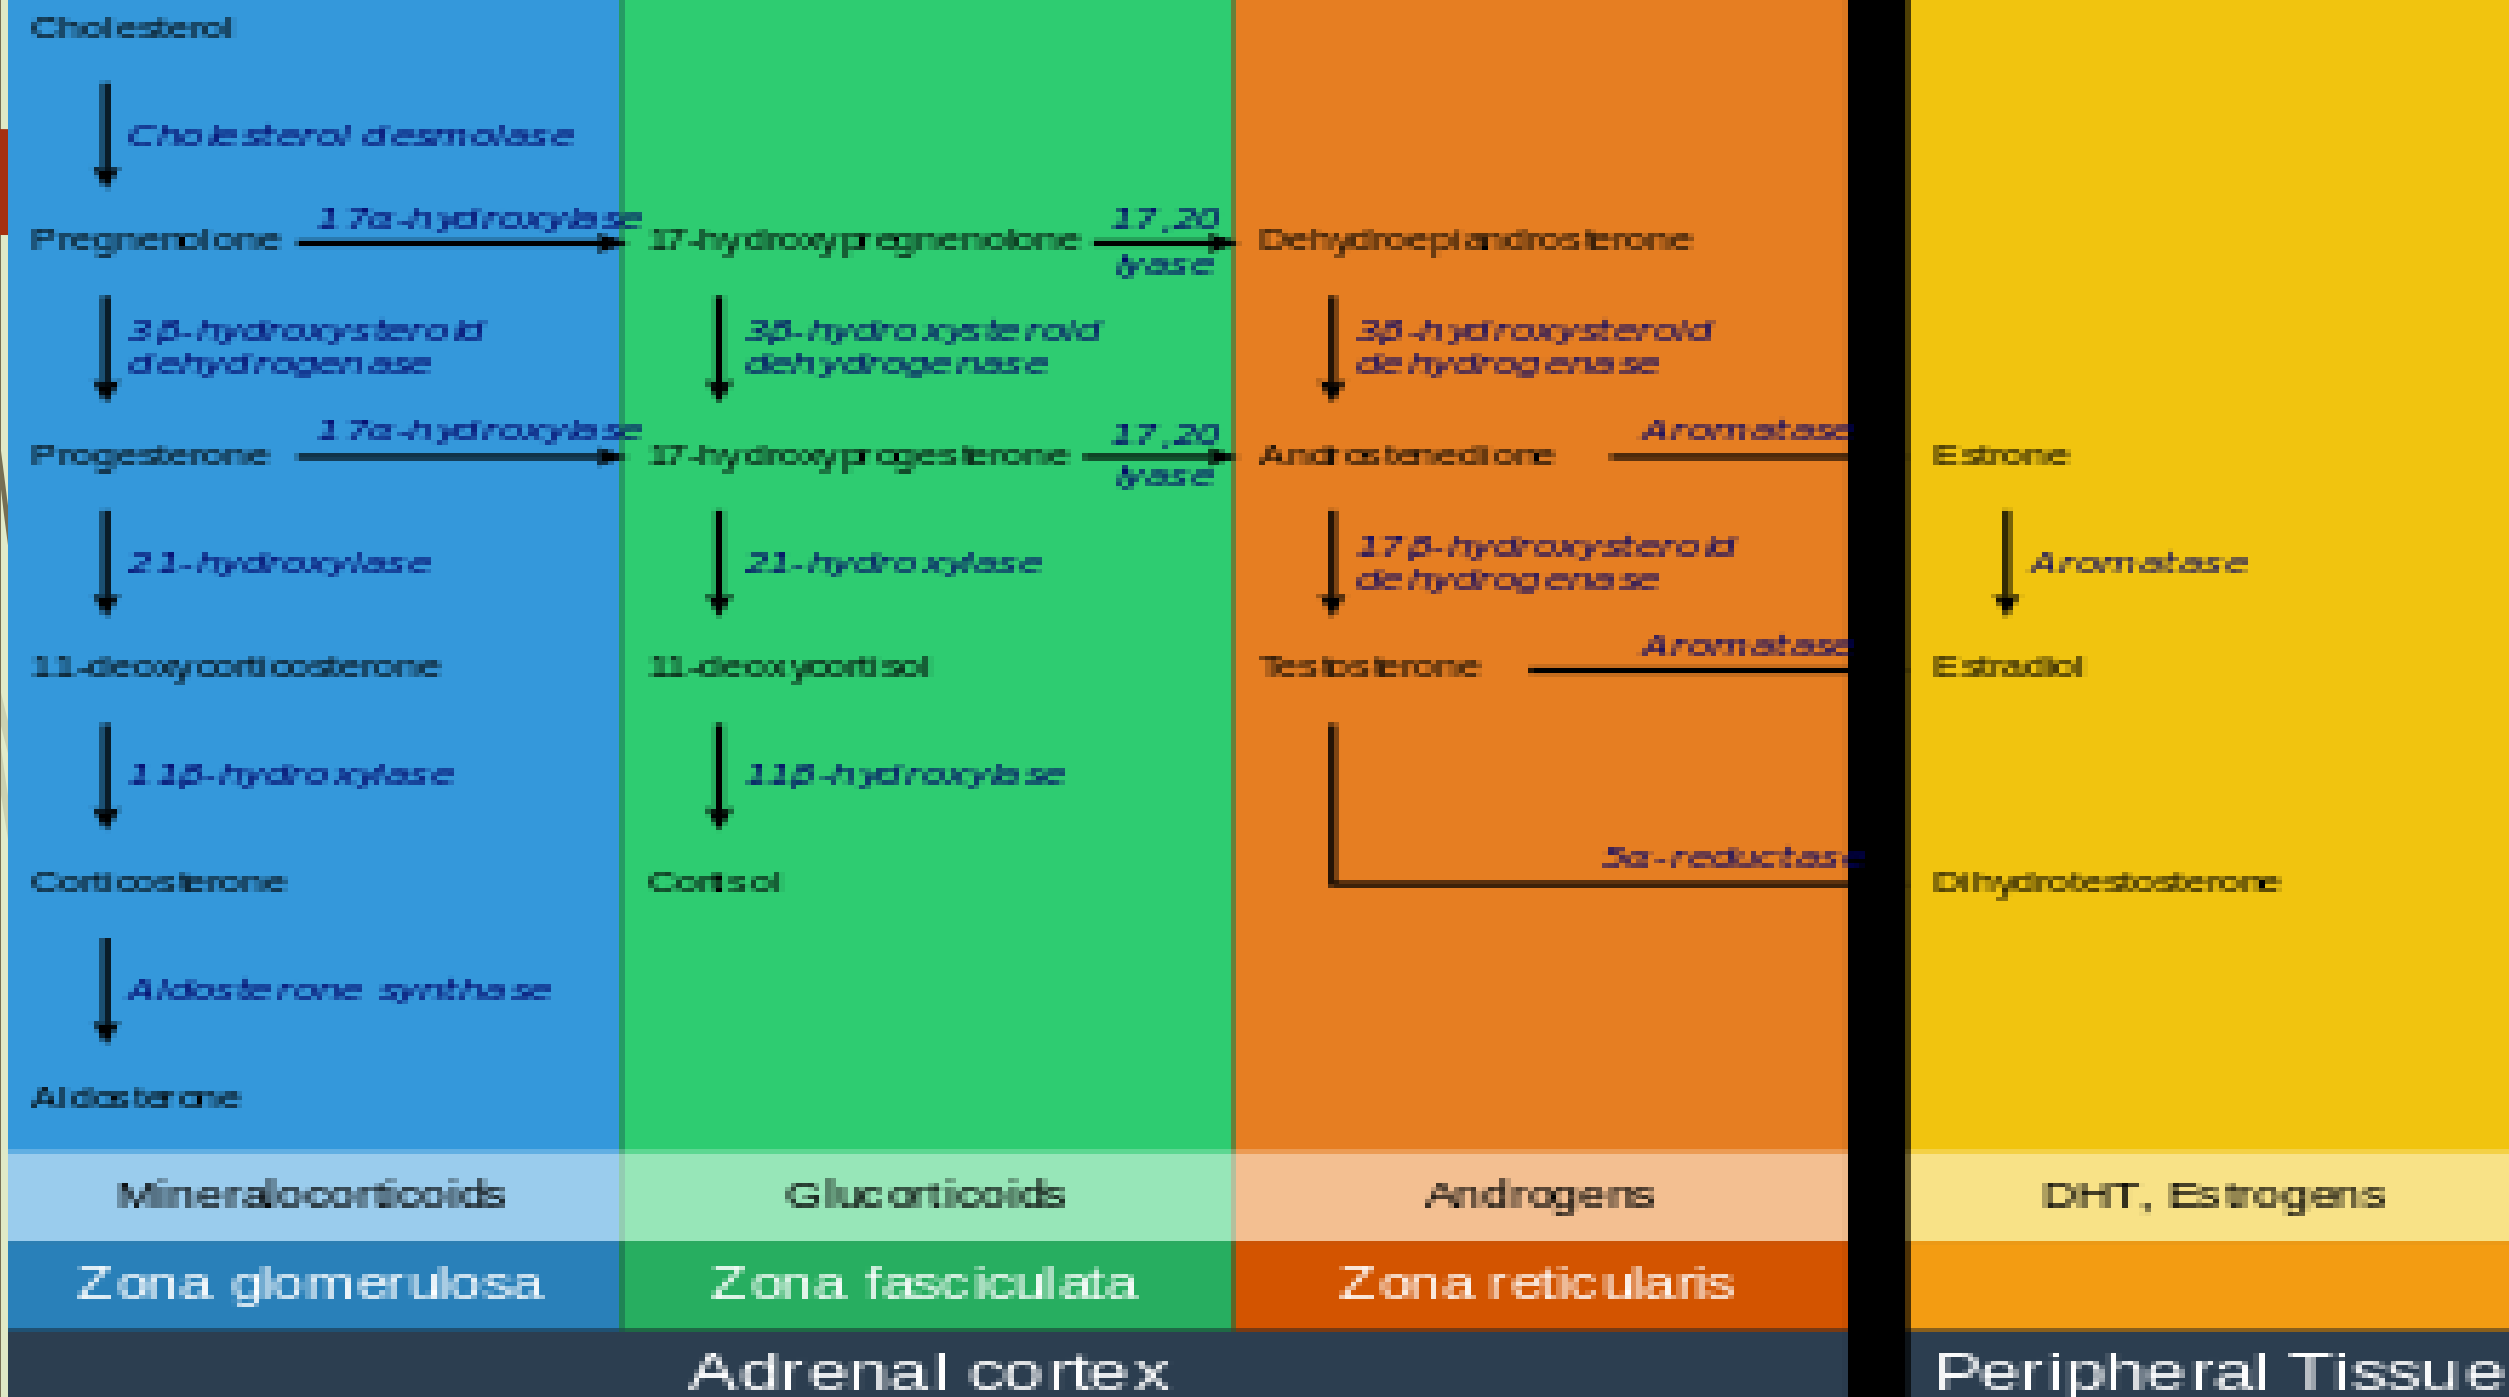 Cholesterol
Cholesterol desmolase
17α-hydroxylase
17,20
Pregnenolone
17-hydroxypregnenolone
lyase
Dehydroepiandrosterone
3β-hydroxysteroid
dehydrogenase
3β-hydroxysteroid
dehydrogenase
3β-hydroxysteroid
dehydrogenase
17α-hydroxylase
17,20
Aromatase
Progesterone
17-hydroxyprogesterone
lyase
Androstenedione
Estrone
21-hydroxylase
21-hydroxylase
17β-hydroxysteroid
dehydrogenase
Aromatase
Aromatase
11-deoxycorticosterone
11-deoxycortisol
Testosterone
Estradiol
11β-hydroxylase
11β-hydroxylase
5α-reductase
Corticosterone
Cortisol
Dihydrotestosterone
Aldosterone synthase
Aldosterone
Mineralocorticoids
Glucorticoids
Androgens
DHT, Estrogens
Zona glomerulosa
Zona fasciculata
Zona reticularis
Adrenal cortex
Peripheral Tissue